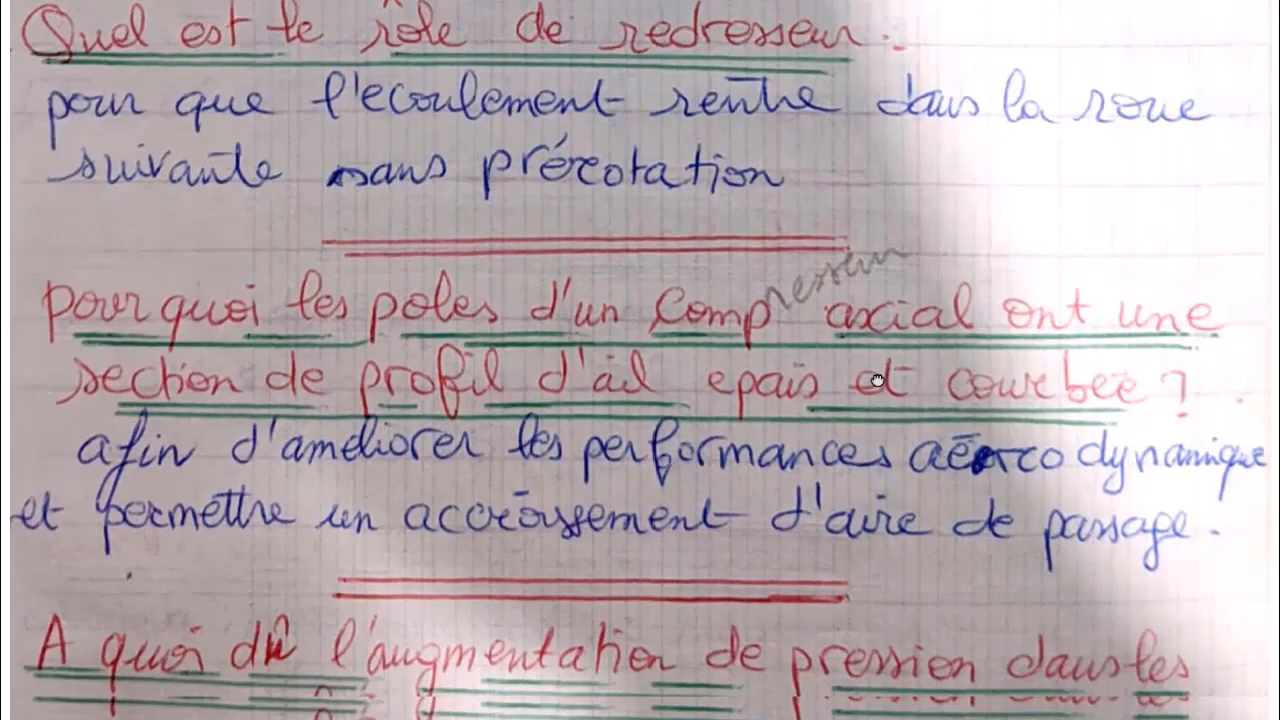 Quel est le rôle de redresseur :
pour que l'ecoulement rentre dans la roue
suivante sans prérotation
pourquoi les poles d'un compresseur axial ont une
section de profil d'ail epais et courbee ?
afin d'améliorer les performances aérodynamique
et permettre un accroissement d'aire de passage.
A quoi dû l'augmentation de pression dans les